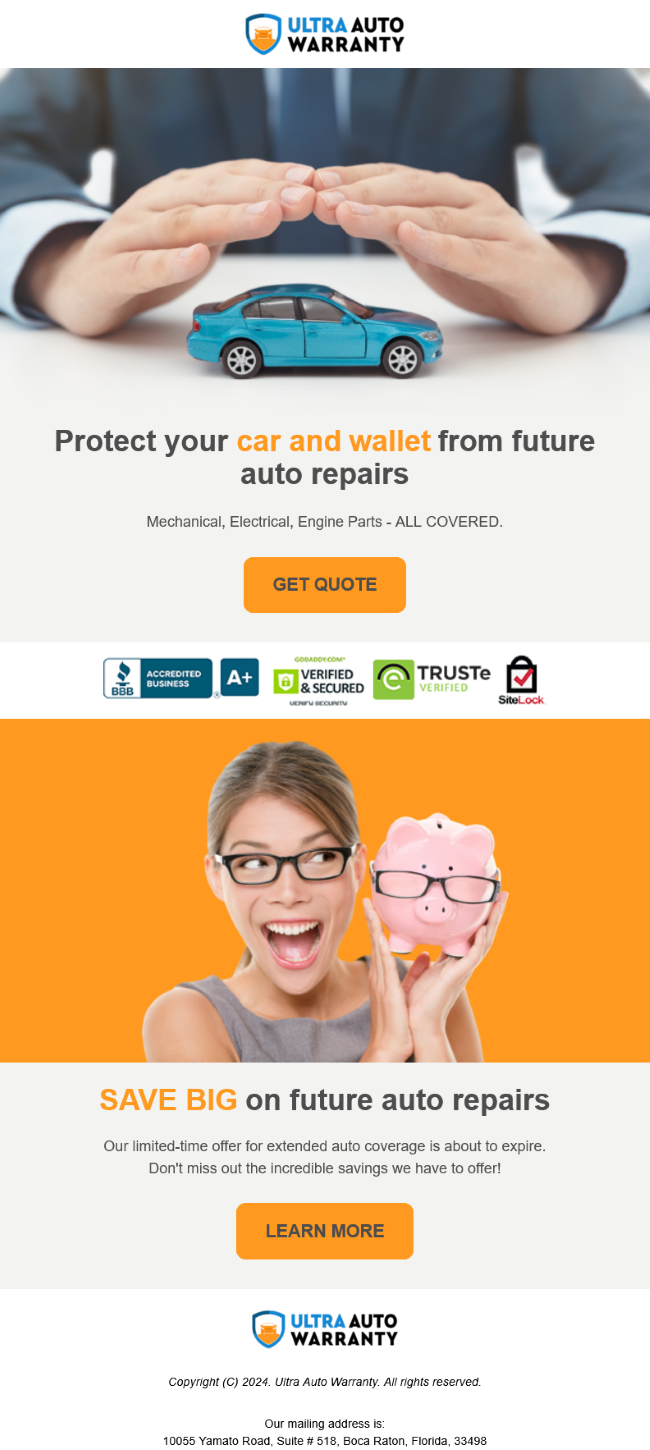 ULTRA AUTO
WARRANTY
Protect your car and wallet from future
auto repairs
Mechanical, Electrical, Engine Parts - ALL COVERED.
GET QUOTE
BBB
ACCREDITED
BUSINESS
®
A+
GODADDY.COM®
VERIFIED
& SECURED
VERIFY SECURITY
TRUSTe
VERIFIED
SiteLock
SAVE BIG on future auto repairs
Our limited-time offer for extended auto coverage is about to expire.
Don't miss out the incredible savings we have to offer!
LEARN MORE
ULTRA AUTO
WARRANTY
Copyright (C) 2024. Ultra Auto Warranty. All rights reserved.
Our mailing address is:
10055 Yamato Road, Suite # 518, Boca Raton, Florida, 33498